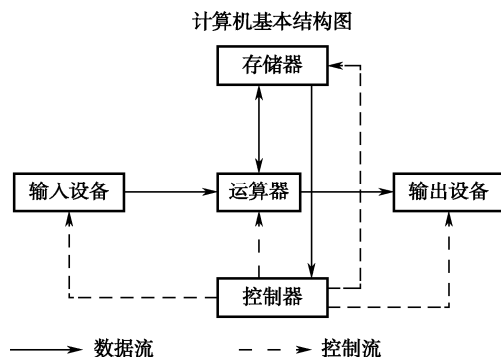 计算机基本结构图
存储器
输入设备
运算器
输出设备
控制器
数据流
控制流